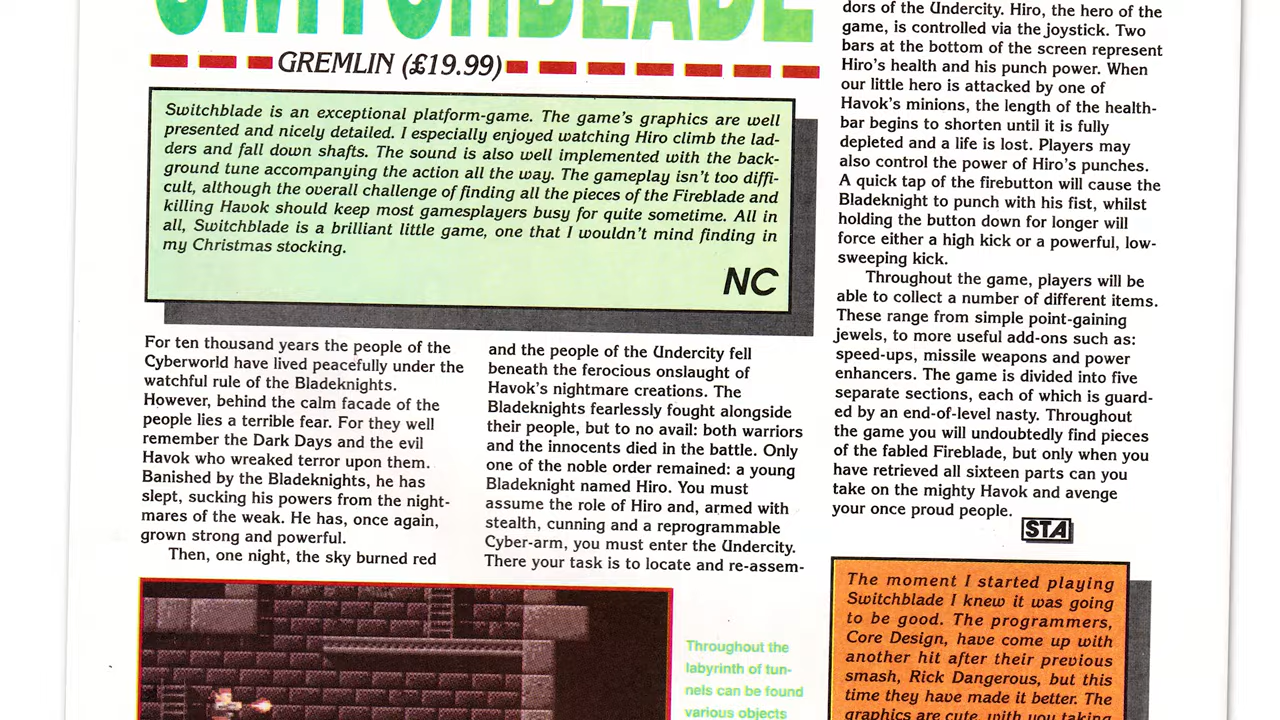 SWITCHBLADE
GREMLIN (£19.99)
Switchblade is an exceptional platform-game. The game's graphics are well
presented and nicely detailed. I especially enjoyed watching Hiro climb the lad-
ders and fall down shafts. The sound is also well implemented with the back-
ground tune accompanying the action all the way. The gameplay isn't too diffi-
cult, although the overall challenge of finding all the pieces of the Fireblade and
killing Havok should keep most gamesplayers busy for quite sometime. All in
all, Switchblade is a brilliant little game, one that I wouldn't mind finding in
my Christmas stocking.
NC
For ten thousand years the people of the
Cyberworld have lived peacefully under the
watchful rule of the Bladeknights.
However, behind the calm facade of the
people lies a terrible fear. For they well
remember the Dark Days and the evil
Havok who wreaked terror upon them.
Banished by the Bladeknights, he has
slept, sucking his powers from the night-
mares of the weak. He has, once again,
grown strong and powerful.
Then, one night, the sky burned red
and the people of the Undercity fell
beneath the ferocious onslaught of
Havok's nightmare creations. The
Bladeknights fearlessly fought alongside
their people, but to no avail: both warriors
and the innocents died in the battle. Only
one of the noble order remained: a young
Bladeknight named Hiro. You must
assume the role of Hiro and, armed with
stealth, cunning and a reprogrammable
Cyber-arm, you must enter the Undercity.
There your task is to locate and re-assem-
dors of the Undercity. Hiro, the hero of the
game, is controlled via the joystick. Two
bars at the bottom of the screen represent
Hiro's health and his punch power. When
our little hero is attacked by one of
Havok's minions, the length of the health-
bar begins to shorten until it is fully
depleted and a life is lost. Players may
also control the power of Hiro's punches.
A quick tap of the firebutton will cause the
Bladeknight to punch with his fist, whilst
holding the button down for longer will
force either a high kick or a powerful, low-
sweeping kick.
Throughout the game, players will be
able to collect a number of different items.
These range from simple point-gaining
jewels, to more useful add-ons such as:
speed-ups, missile weapons and power
enhancers. The game is divided into five
separate sections, each of which is guard-
ed by an end-of-level nasty. Throughout
the game you will undoubtedly find pieces
of the fabled Fireblade, but only when you
have retrieved all sixteen parts can you
take on the mighty Havok and avenge
your once proud people.
STA
Throughout the
labyrinth of tun-
nels can be found
various objects
The moment I started playing
Switchblade I knew it was going
to be good. The programmers,
Core Design, have come up with
another hit after their previous
smash, Rick Dangerous, but this
time they have made it better. The
graphics are cute, with you taking